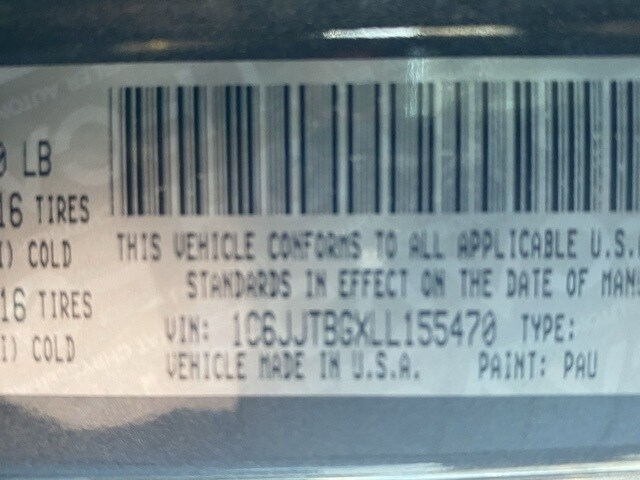 0 LB
16 TIRES
I) COLD
16 TIRES
I) COLD
THIS VEHICLE CONFORMS TO ALL APPLICABLE U.S.
STANDARDS IN EFFECT ON THE DATE OF MAN
VIN: 1C6JJTBGXLL155470 TYPE:
VEHICLE MADE IN U.S.A. PAINT: PAU